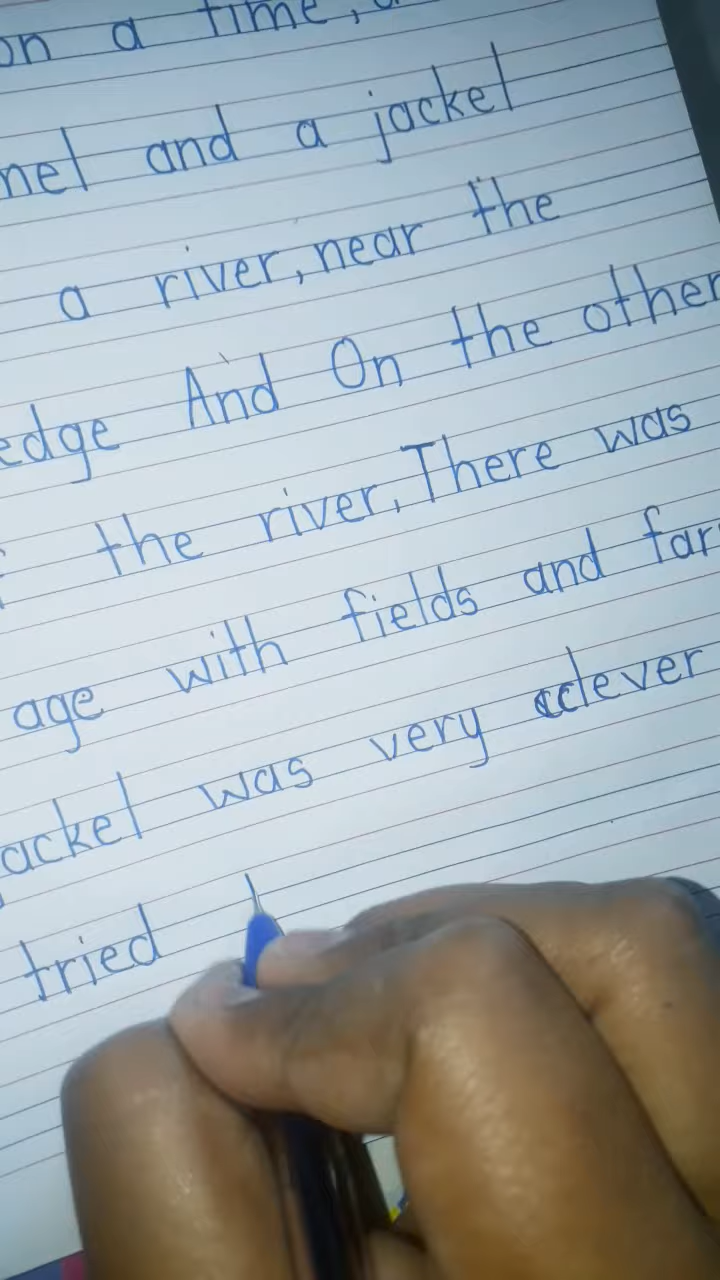 on a time,
nel and a jackel
a river, near the
edge And On the other
f the river, There was
age with fields and far
ackel was very clever
tried